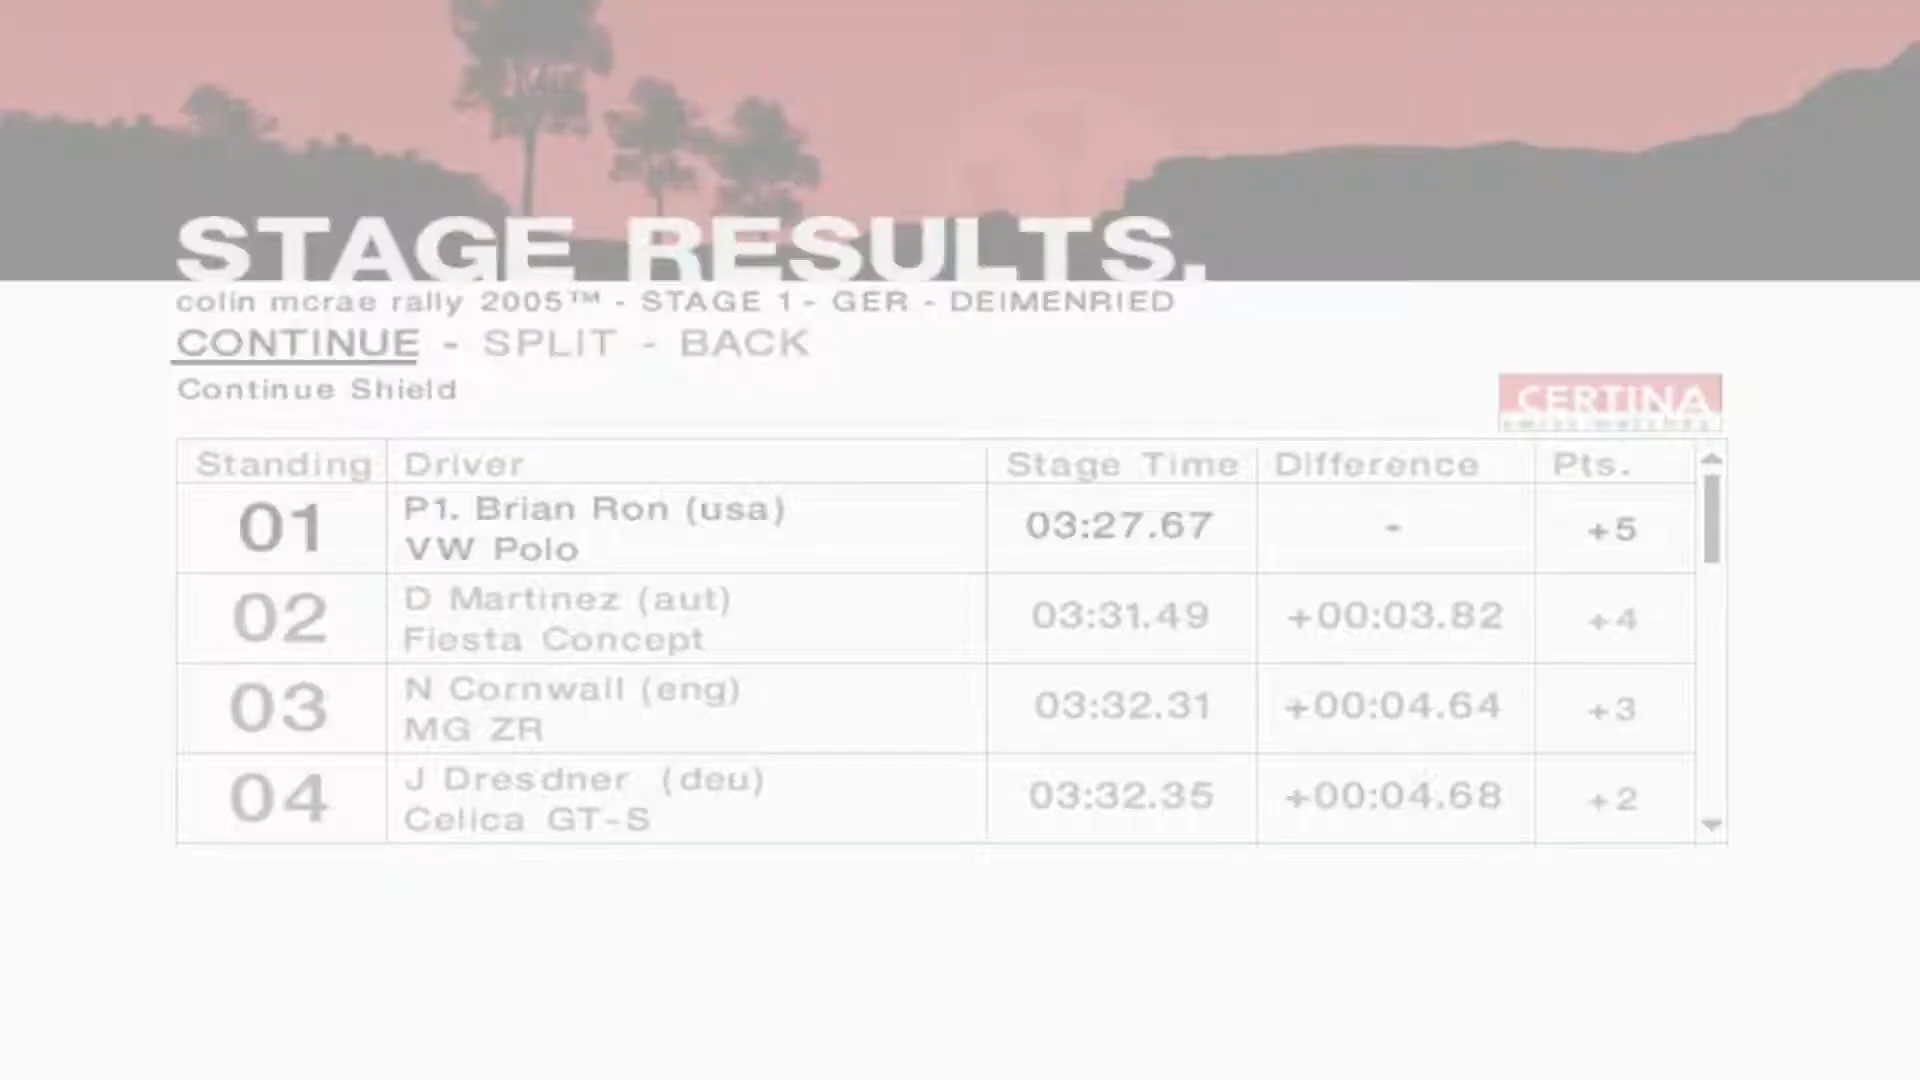 STAGE RESULTS.
colin mcrae rally 2005™ - STAGE 1 - GER - DEIMENRIED
CONTINUE - SPLIT - BACK
Continue Shield
CERTINA
swiss watches
Standing Driver Stage Time Difference Pts.
01 P1. Brian Ron (usa) 03:27.67 - +5
VW Polo
02 D Martinez (aut) 03:31.49 +00:03.82 +4
Fiesta Concept
03 N Cornwall (eng) 03:32.31 +00:04.64 +3
MG ZR
04 J Dresdner (deu) 03:32.35 +00:04.68 +2
Celica GT-S